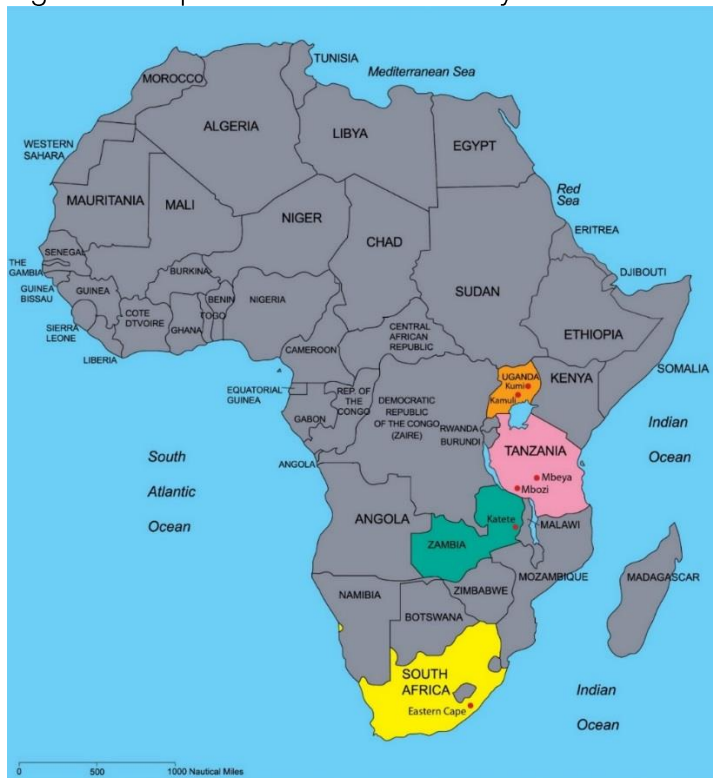 TUNISIA
MOROCCO
Mediterranean Sea
ALGERIA
LIBYA
EGYPT
WESTERN
SAHARA
Red
Sea
MAURITANIA
MALI
NIGER
CHAD
ERITREA
SENEGAL
THE
GAMBIA
DJIBOUTI
BURKINA
SUDAN
GUINEA
BISSAU
GUINEA
BENIN
NIGERIA
COTE
DTVOIRE
TOGO
GHANA
SIERRA
LEONE
CENTRAL
AFRICAN
REPUBLIC
ETHIOPIA
LIBERIA
CAMEROON
SOMALIA
UGANDA
Kumi
KENYA
Kamuli
EQUATORIAL
GUINEA
REP. OF
THE
CONGO
DEMOCRATIC
REPUBLIC
OF THE CONGO
(ZAIRE)
GABON
RWANDA
BURUNDI
Indian
Ocean
TANZANIA
South
Atlantic
Ocean
ANGOLA
Mbeya
Mbozi
ANGOLA
Katete
MALAWI
ZAMBIA
MOZAMBIQUE
MADAGASCAR
ZIMBABWE
NAMIBIA
BOTSWANA
SOUTH
AFRICA
Indian
Ocean
Eastern Cape
0 500 1000 Nautical Miles